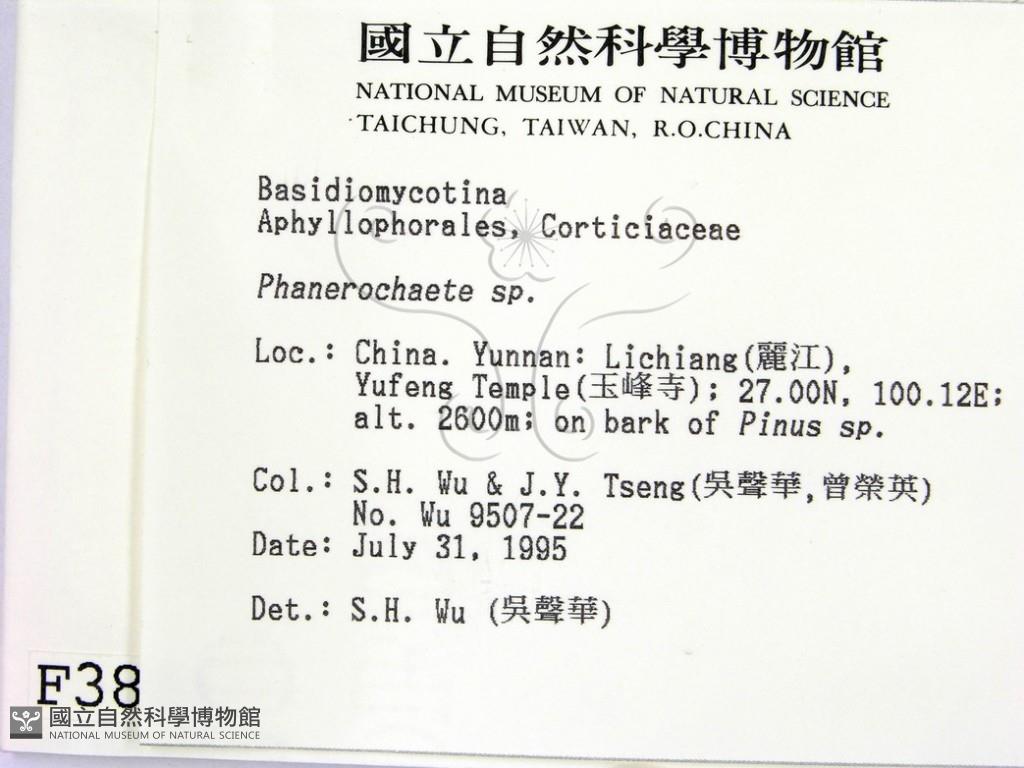 國立自然科學博物館
NATIONAL MUSEUM OF NATURAL SCIENCE
TAICHUNG, TAIWAN, R.O.CHINA
Basidiomycotina
Aphyllophorales, Corticiaceae
Phanerochaete sp.
Loc.: China. Yunnan: Lichiang(麗江),
Yufeng Temple(玉峰寺); 27.00N, 100.12E;
alt. 2600m; on bark of Pinus sp.
Col.: S.H. Wu & J.Y. Tseng(吳聲華,曾榮英)
No. Wu 9507-22
Date: July 31, 1995
Det.: S.H. Wu (吳聲華)
F38
國立自然科學博物館
NATIONAL MUSEUM OF NATURAL SCIENCE